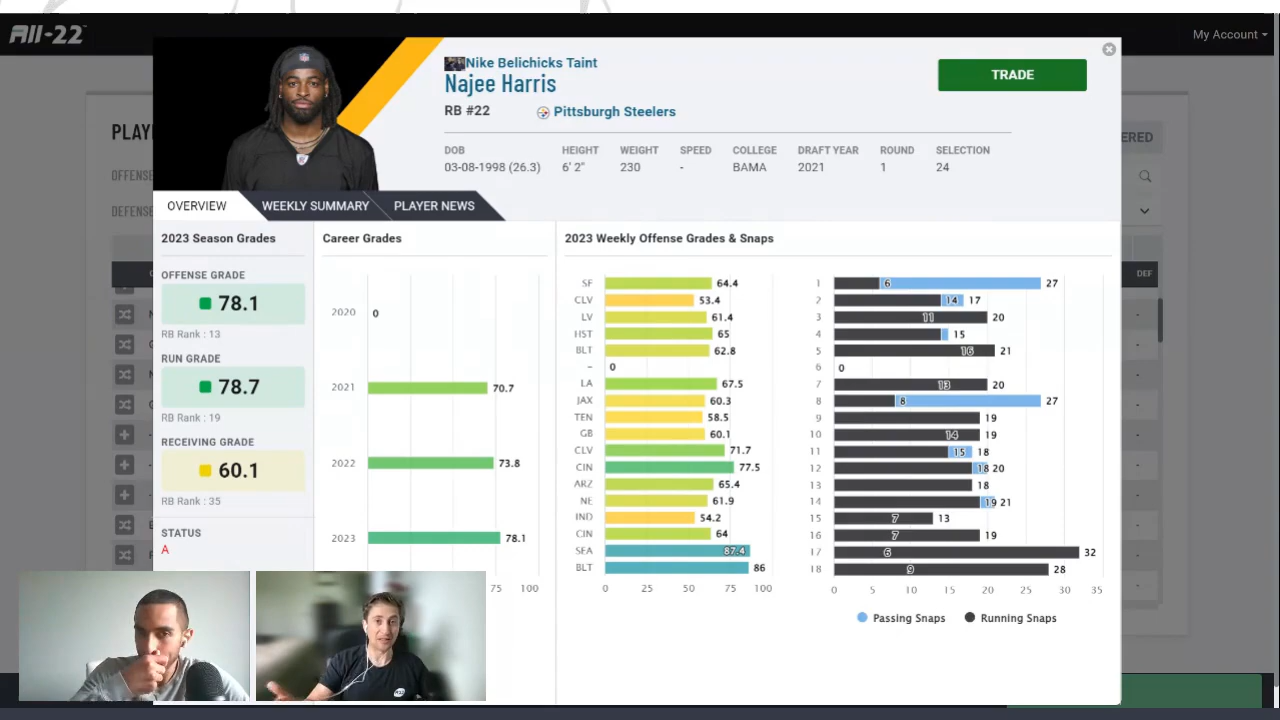 All-22
My Account
Nike Belichicks Taint
Najee Harris
TRADE
RB #22
Pittsburgh Steelers
DOB HEIGHT WEIGHT SPEED COLLEGE DRAFT YEAR ROUND SELECTION
03-08-1998 (26.3) 6' 2" 230 - BAMA 2021 1 24
OVERVIEW WEEKLY SUMMARY PLAYER NEWS
2023 Season Grades
OFFENSE GRADE
78.1
RB Rank : 13
RUN GRADE
78.7
RB Rank : 19
RECEIVING GRADE
60.1
RB Rank : 35
STATUS
A
Career Grades
2020 0
2021 70.7
2022 73.8
2023 78.1
75 100
2023 Weekly Offense Grades & Snaps
SF 64.4
CLV 53.4
LV 61.4
HST 65
BLT 62.8
- 0
LA 67.5
JAX 60.3
TEN 58.5
GB 60.1
CLV 71.7
CIN 77.5
ARZ 65.4
NE 61.9
IND 54.2
CIN 64
SEA 87.4
BLT 86
0 25 50 75 100
1 6 27
2 14 17
3 11 20
4 15
5 16 21
6 0
7 13 20
8 8 27
9 19
10 14 19
11 15 18
12 18 20
13 18
14 19 21
15 7 13
16 7 19
17 6 32
18 9 28
0 5 10 15 20 25 30 35
Passing Snaps Running Snaps
PLAY
OFFENSE
DEFENSE
ERED
DEF